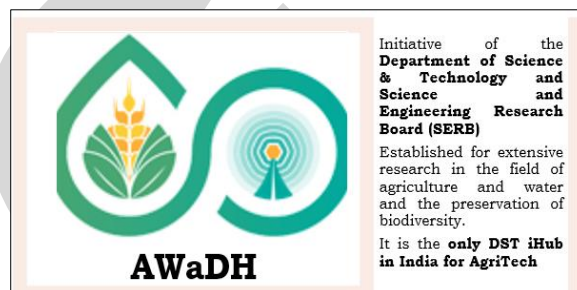 AWaDH
Initiative of the
Department of Science
& Technology and
Science and
Engineering Research
Board (SERB)
Established for extensive
research in the field of
agriculture and water
and the preservation of
biodiversity.
It is the only DST iHub
in India for AgriTech